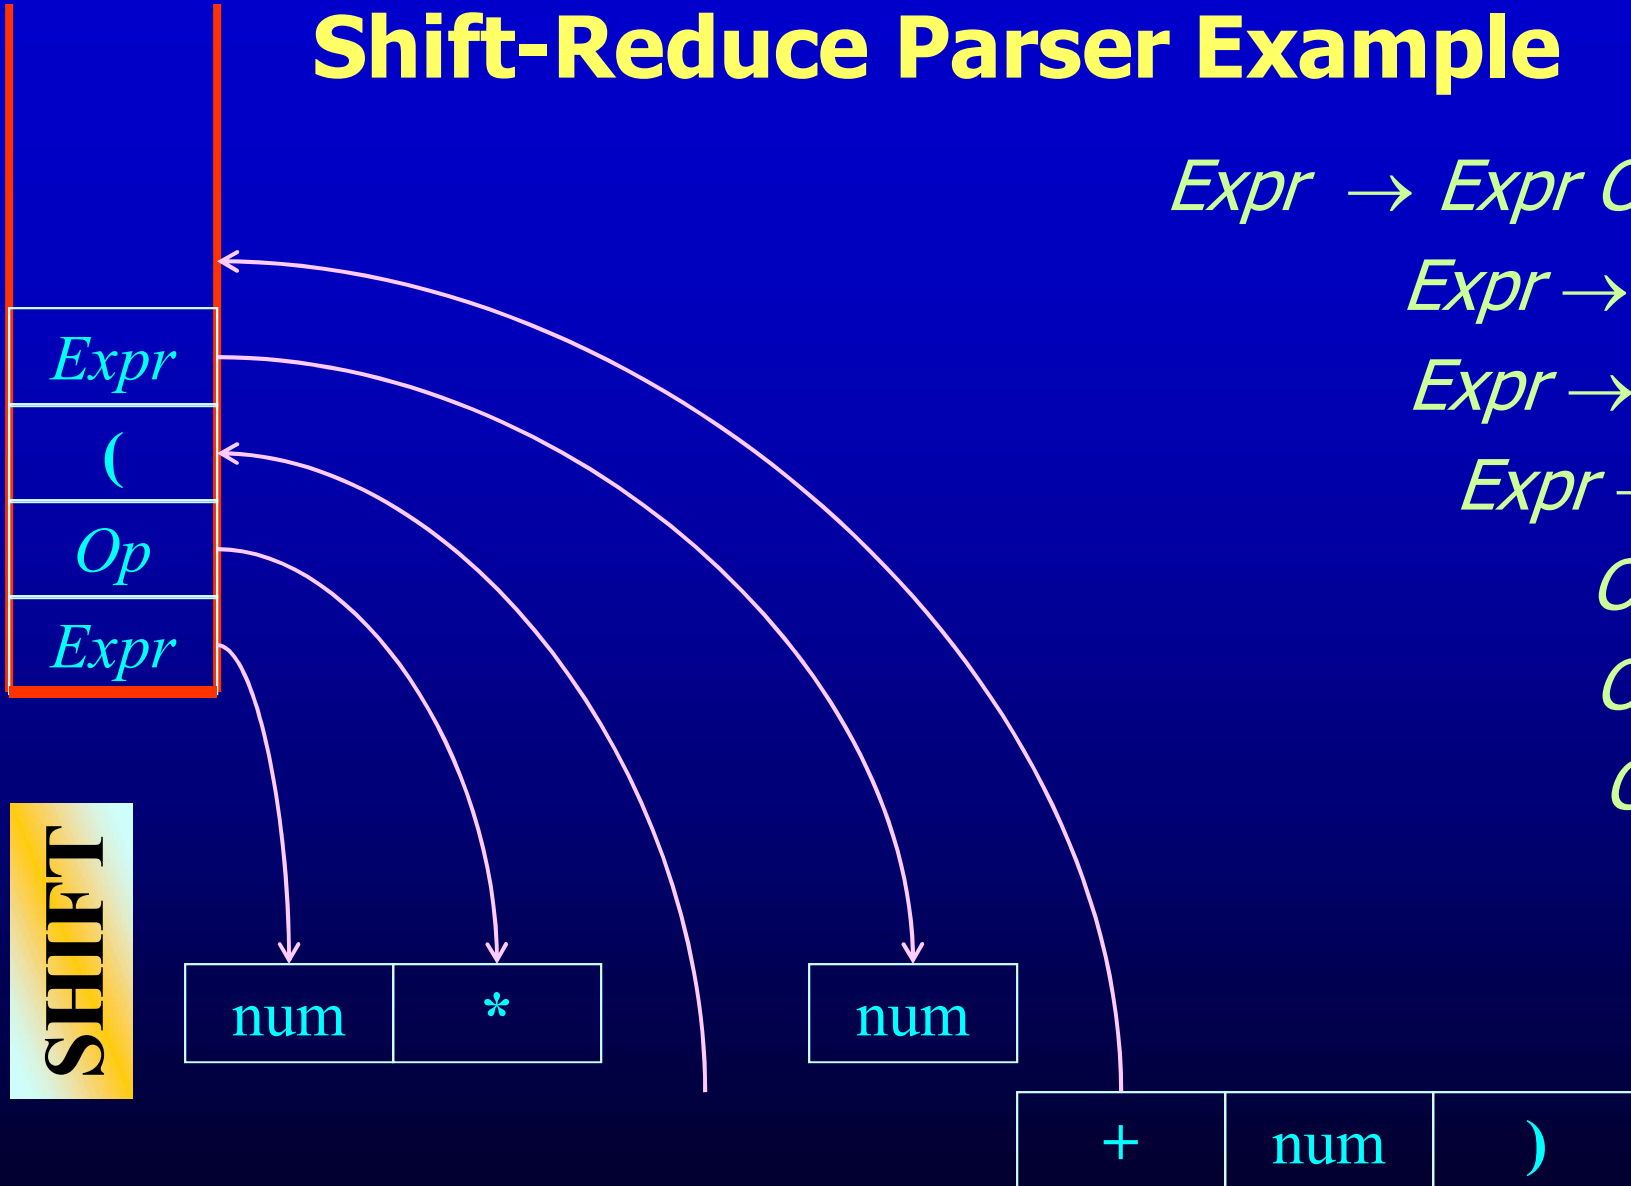 Shift-Reduce Parser Example
Expr → Expr
Expr →
Expr →
Expr
Expr
(
Op
Expr
SHIFT
num * num
+ num )